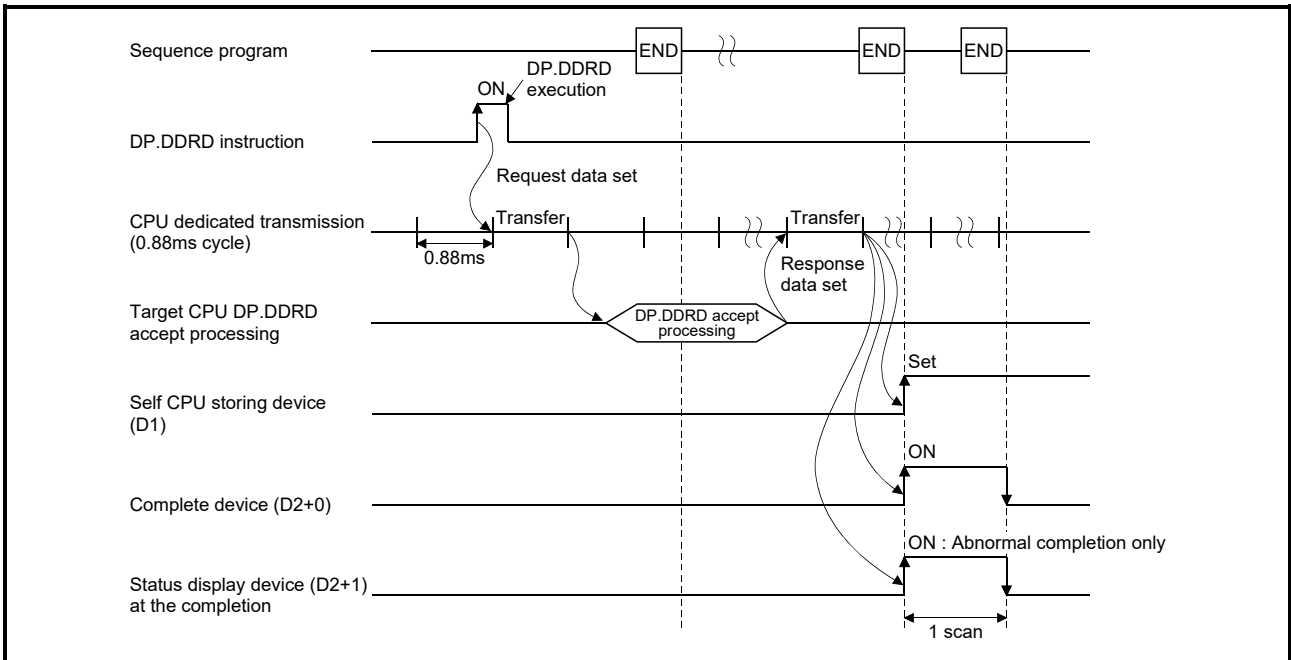 Sequence program
END
END
END
DP.DDRD
execution
ON
DP.DDRD instruction
Request data set
CPU dedicated transmission
(0.88ms cycle)
Transfer
Transfer
0.88ms
Response
data set
Target CPU DP.DDRD
accept processing
DP.DDRD accept
processing
Set
Self CPU storing device
(D1)
ON
Complete device (D2+0)
ON : Abnormal completion only
Status display device (D2+1)
at the completion
1 scan